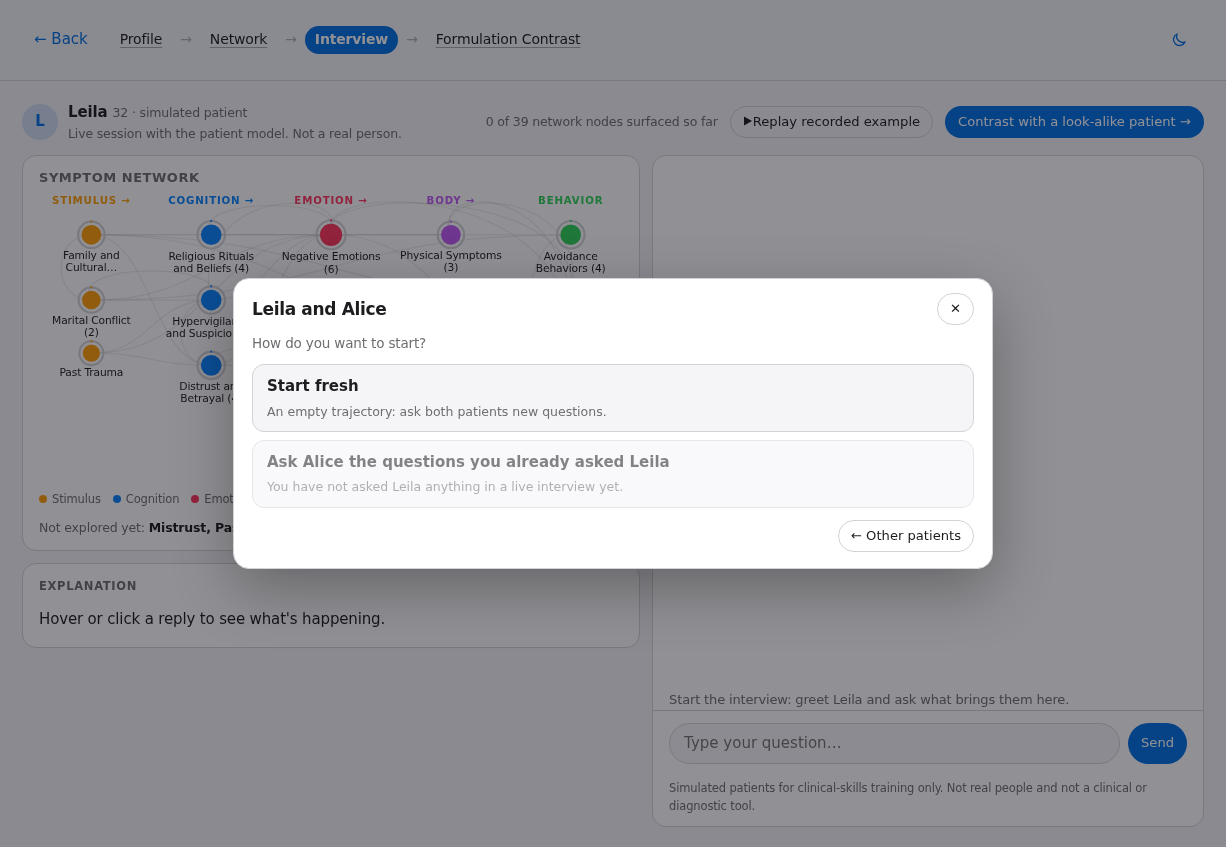 ← Back
Profile → Network → Interview → Formulation Contrast
L
Leila 32 · simulated patient
Live session with the patient model. Not a real person.
0 of 39 network nodes surfaced so far
Replay recorded example
Contrast with a look-alike patient →
SYMPTOM NETWORK
STIMULUS → COGNITION → EMOTION → BODY → BEHAVIOR
Family and
Cultural...
Religious Rituals
and Beliefs (4)
Negative Emotions
(6)
Physical Symptoms
(3)
Avoidance
Behaviors (4)
Marital Conflict
(2)
Past Trauma
Distrust
Betrayal
and
Stimulus Cognition
Not explored yet: Mistrust,
Leila and Alice
✕
How do you want to start?
Start fresh
An empty trajectory: ask both patients new questions.
Ask Alice the questions you already asked Leila
You have not asked Leila anything in a live interview yet.
← Other patients
EXPLANATION
Hover or click a reply to see what's happening.
Start the interview: greet Leila and ask what brings them here.
Type your question...
Send
Simulated patients for clinical-skills training only. Not real people and not a clinical or
diagnostic tool.